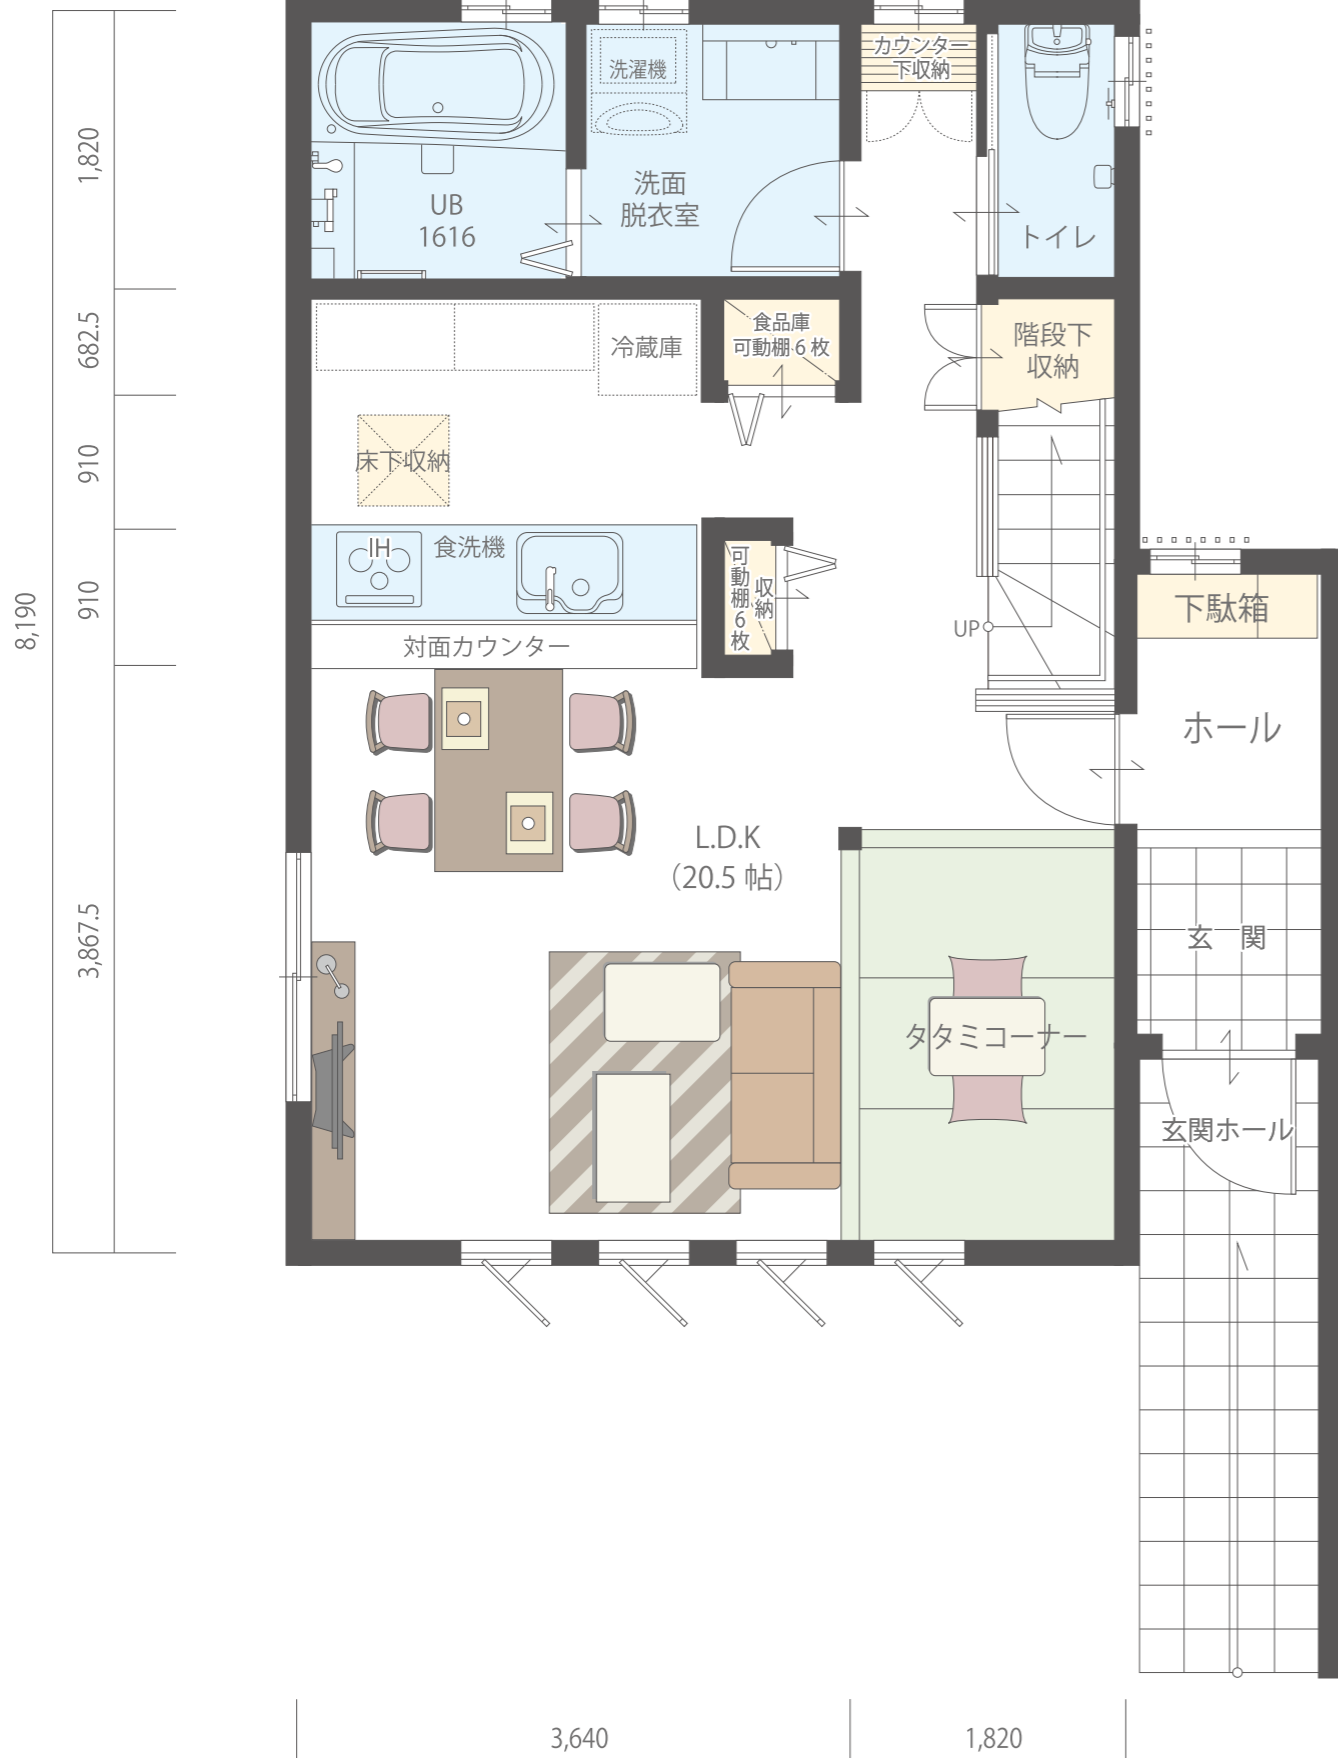 カウンター
下収納
洗濯機
1,820
洗面
脱衣室
UB
1616
トイレ
682.5
冷蔵庫
食品庫
可動棚 6 枚
階段下
収納
910
床下収納
IH
食洗機
可動棚6枚
収納
8,190
910
下駄箱
UP
対面カウンター
ホール
L.D.K
（20.5 帖）
3,867.5
玄　関
タタミコーナー
玄関ホール
3,640
1,820